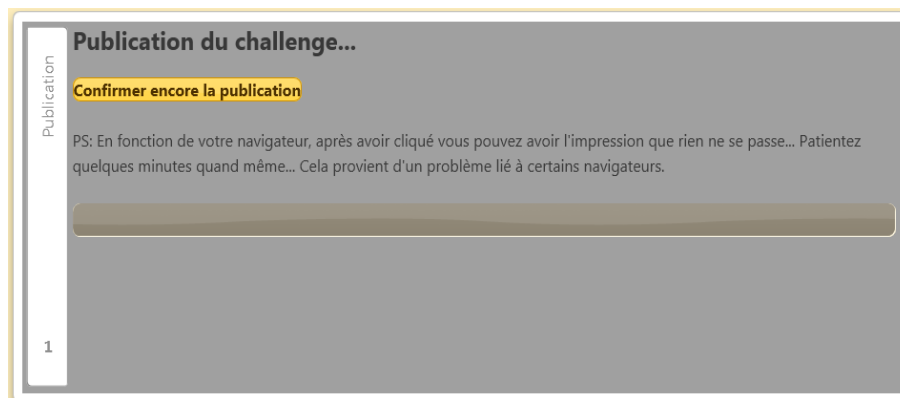 Publication du challenge...
Publication
Confirmer encore la publication
PS: En fonction de votre navigateur, après avoir cliqué vous pouvez avoir l'impression que rien ne se passe... Patientez
quelques minutes quand même... Cela provient d'un problème lié à certains navigateurs.
1